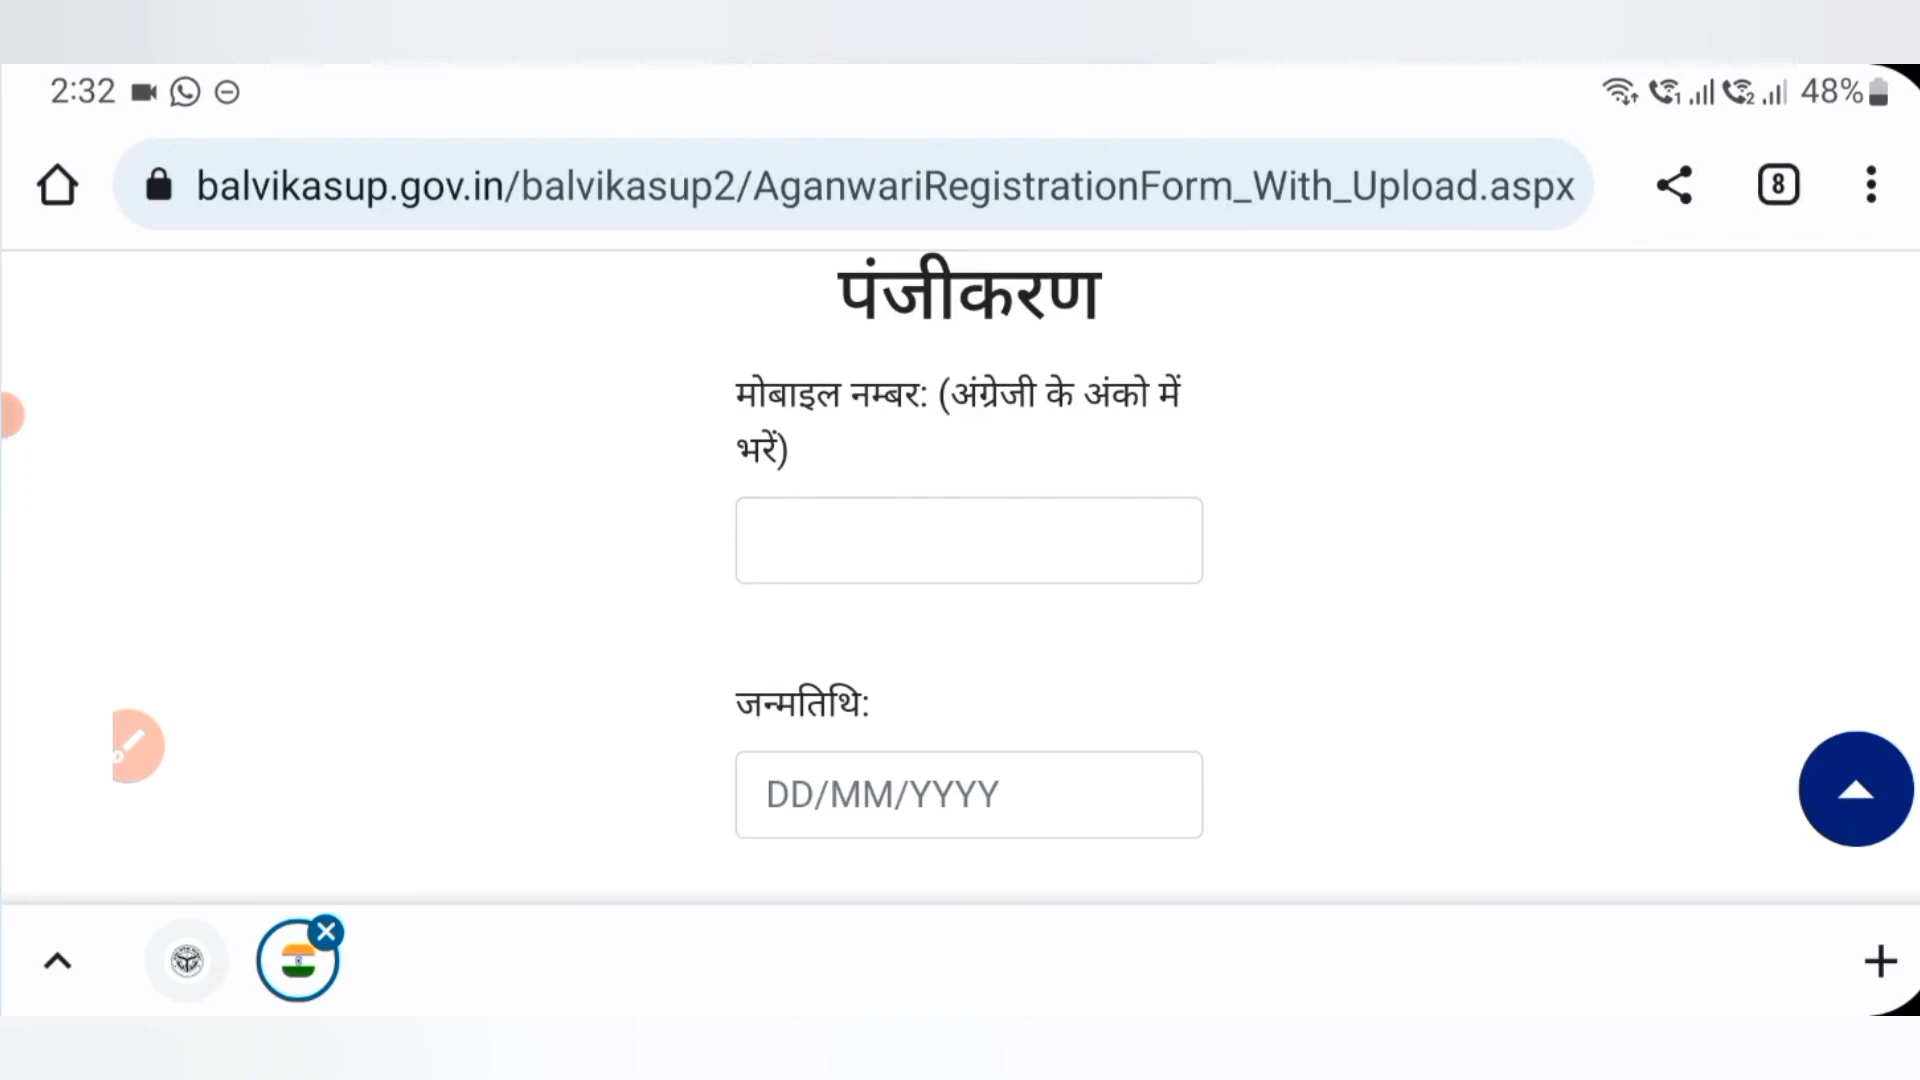 2:32
48%
balvikasup.gov.in/balvikasup2/AganwariRegistrationForm_With_Upload.aspx
8
पंजीकरण
मोबाइल नम्बर: (अंग्रेजी के अंको में
भरें)
जन्मतिथि:
DD/MM/YYYY